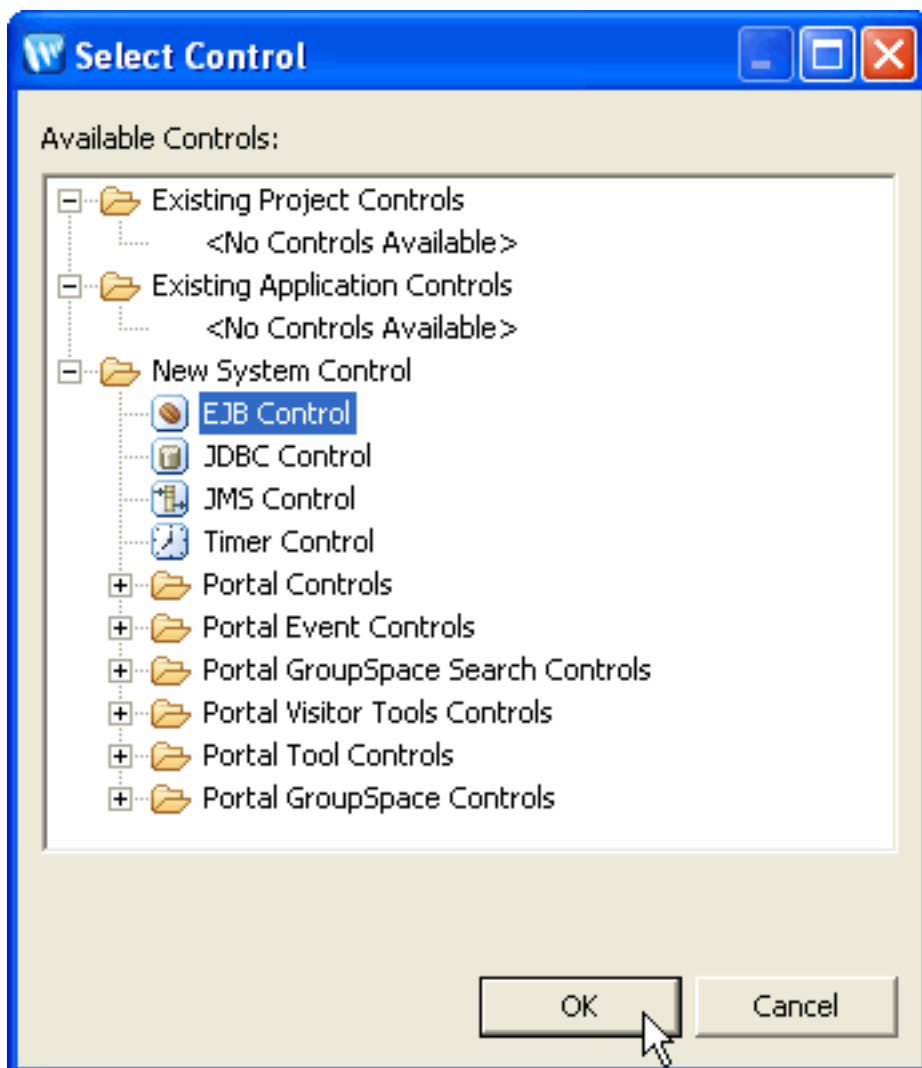 Select Control
Available Controls:
Existing Project Controls
<No Controls Available>
Existing Application Controls
<No Controls Available>
New System Control
EJB Control
JDBC Control
JMS Control
Timer Control
Portal Controls
Portal Event Controls
Portal GroupSpace Search Controls
Portal Visitor Tools Controls
Portal Tool Controls
Portal GroupSpace Controls
OK Cancel